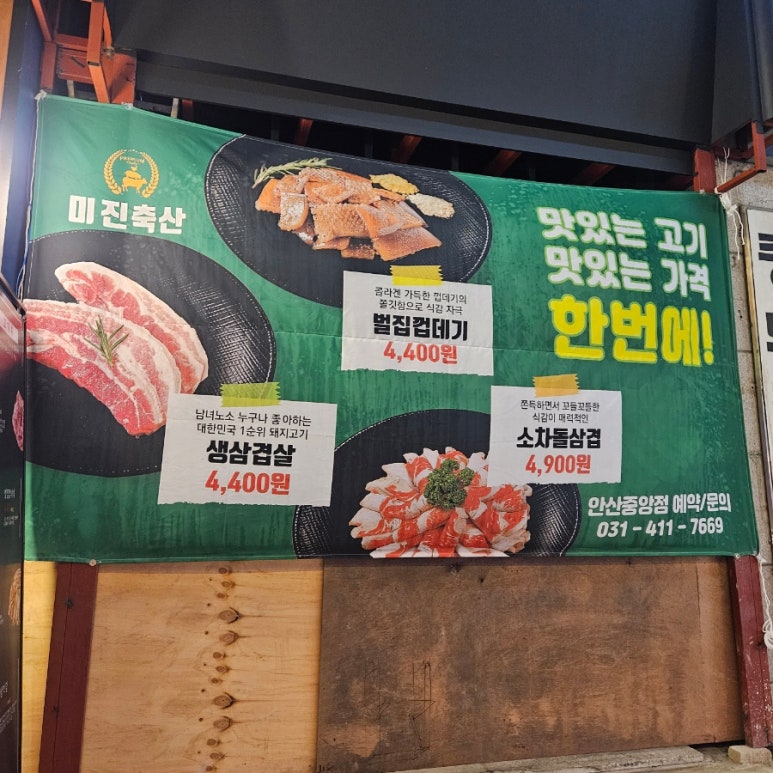 PREMIUM
미진축산
맛있는 고기
맛있는 가격
한번에!
콜라겐 가득한 껍데기의
쫄깃함으로 식감 자극
벌집껍데기
4,400원
남녀노소 누구나 좋아하는
대한민국 1순위 돼지고기
생삼겹살
4,400원
쫀득하면서 꼬들꼬들한
식감이 매력적인
소차돌삼겹
4,900원
안산중앙점 예약/문의
031 - 411 - 7669